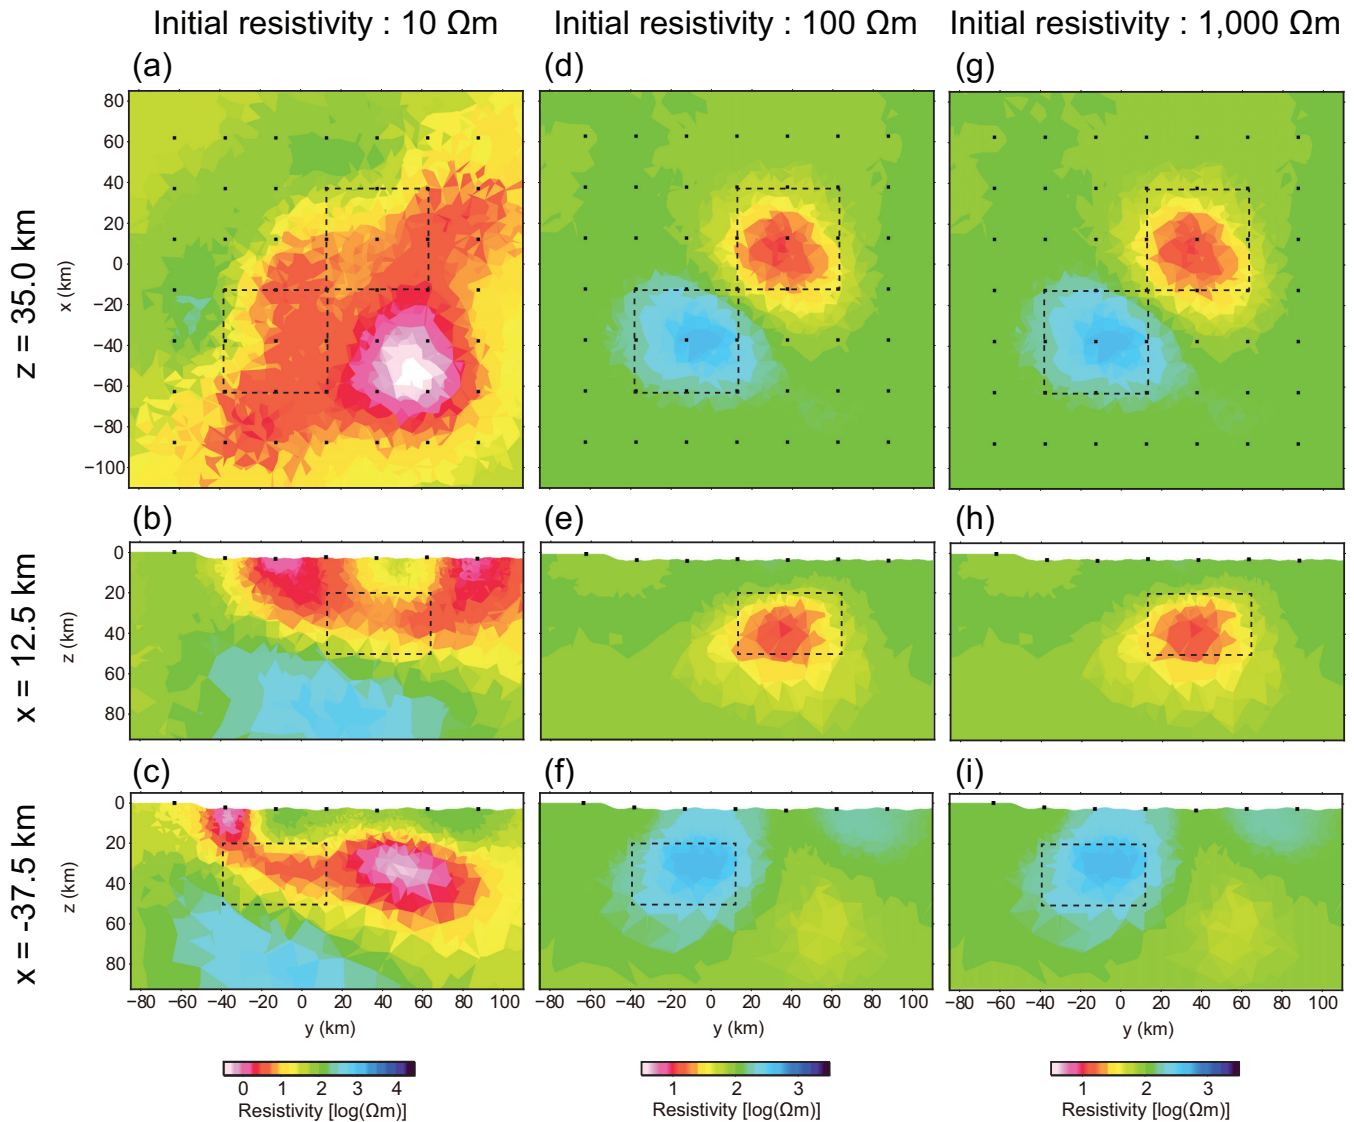 Initial resistivity : 10 Ωm Initial resistivity : 100 Ωm Initial resistivity : 1,000 Ωm
(a) (d) (g)
z = 35.0 km
x (km)
80
60
40
20
0
−20
−40
−60
−80
−100
(b) (e) (h)
x = 12.5 km
z (km)
0
20
40
60
80
(c) (f) (i)
x = -37.5 km
z (km)
0
20
40
60
80
−80 −60 −40 −20 0 20 40 60 80 100 −80 −60 −40 −20 0 20 40 60 80 100 −80 −60 −40 −20 0 20 40 60 80 100
y (km) y (km) y (km)
0 1 2 3 4 1 2 3 1 2 3
Resistivity [log(Ωm)] Resistivity [log(Ωm)] Resistivity [log(Ωm)]